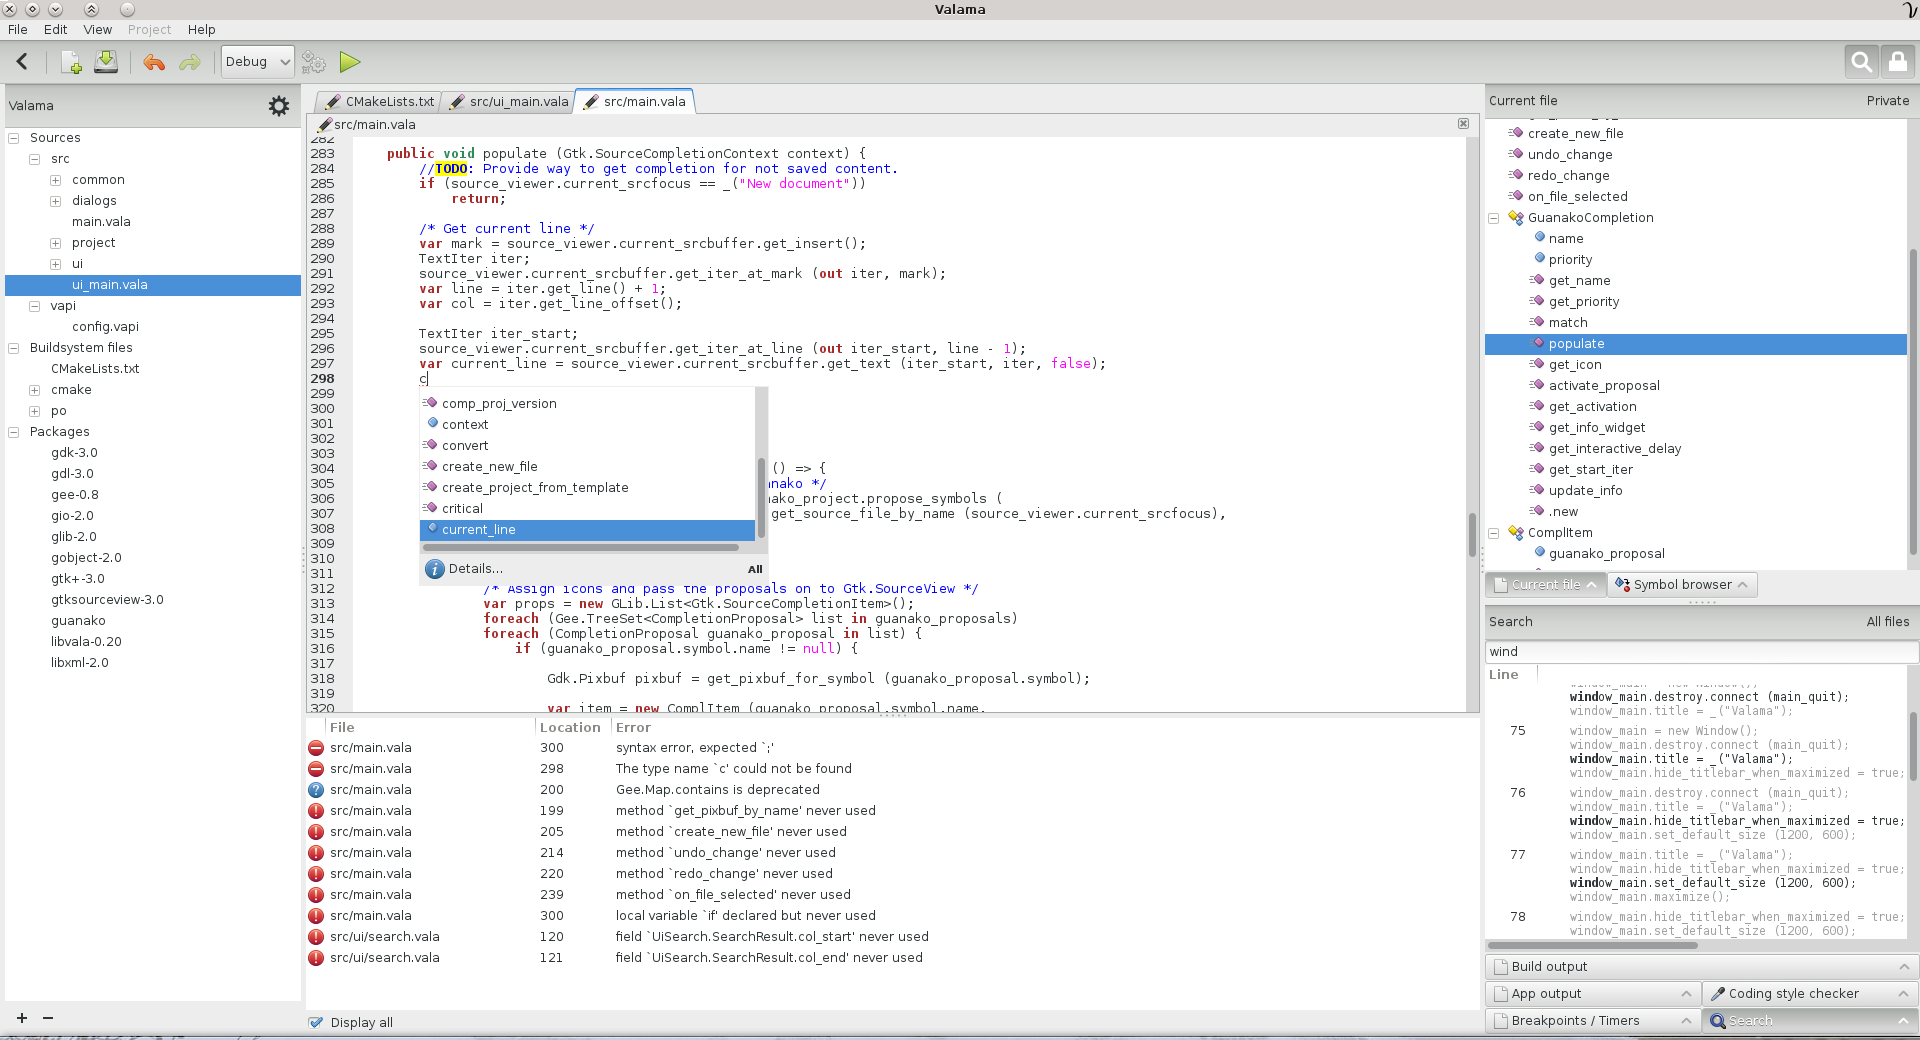 Valama
File Edit View Project Help
Debug
Valama
Sources
src
common
dialogs
main.vala
project
ui
ui_main.vala
vapi
config.vapi
Buildsystem files
CMakeLists.txt
cmake
po
Packages
gdk-3.0
gdl-3.0
gee-0.8
gio-2.0
glib-2.0
gobject-2.0
gtk+-3.0
gtksourceview-3.0
guanako
libvala-0.20
libxml-2.0
CMakeLists.txt src/ui_main.vala src/main.vala
src/main.vala
282
283 public void populate (Gtk.SourceCompletionContext context) {
284 //TODO: Provide way to get completion for not saved content.
285 if (source_viewer.current_srcfocus == _("New document"))
286 return;
287
288 /* Get current line */
289 var mark = source_viewer.current_srcbuffer.get_insert();
290 TextIter iter;
291 source_viewer.current_srcbuffer.get_iter_at_mark (out iter, mark);
292 var line = iter.get_line() + 1;
293 var col = iter.get_line_offset();
294
295 TextIter iter_start;
296 source_viewer.current_srcbuffer.get_iter_at_line (out iter_start, line - 1);
297 var current_line = source_viewer.current_srcbuffer.get_text (iter_start, iter, false);
298 c
299
300
301
302
303
304 () => {
305 nako */
306 ako_project.propose_symbols (
307 get_source_file_by_name (source_viewer.current_srcfocus),
308
309
310
311
312 /* Assign icons and pass the proposals on to Gtk.SourceView */
313 var props = new GLib.List<Gtk.SourceCompletionItem>();
314 foreach (Gee.TreeSet<CompletionProposal> list in guanako_proposals)
315 foreach (CompletionProposal guanako_proposal in list) {
316 if (guanako_proposal.symbol.name != null) {
317
318 Gdk.Pixbuf pixbuf = get_pixbuf_for_symbol (guanako_proposal.symbol);
319
320 var item = new ComplItem (guanako_proposal.symbol.name,
comp_proj_version
context
convert
create_new_file
create_project_from_template
critical
current_line
Details... All
File Location Error
src/main.vala 300 syntax error, expected `;'
src/main.vala 298 The type name `c' could not be found
src/main.vala 200 Gee.Map.contains is deprecated
src/main.vala 199 method `get_pixbuf_by_name' never used
src/main.vala 205 method `create_new_file' never used
src/main.vala 214 method `undo_change' never used
src/main.vala 220 method `redo_change' never used
src/main.vala 239 method `on_file_selected' never used
src/main.vala 300 local variable `if' declared but never used
src/ui/search.vala 120 field `UiSearch.SearchResult.col_start' never used
src/ui/search.vala 121 field `UiSearch.SearchResult.col_end' never used
Display all
Current file Private
create_new_file
undo_change
redo_change
on_file_selected
GuanakoCompletion
name
priority
get_name
get_priority
match
populate
get_icon
activate_proposal
get_activation
get_info_widget
get_interactive_delay
get_start_iter
update_info
.new
ComplItem
guanako_proposal
Current file Symbol browser
Search All files
wind
Line
window_main = new Window();
window_main.destroy.connect (main_quit);
window_main.title = _("Valama");
75 window_main = new Window();
window_main.destroy.connect (main_quit);
window_main.title = _("Valama");
window_main.hide_titlebar_when_maximized = true;
76 window_main.destroy.connect (main_quit);
window_main.title = _("Valama");
window_main.hide_titlebar_when_maximized = true;
window_main.set_default_size (1200, 600);
77 window_main.title = _("Valama");
window_main.hide_titlebar_when_maximized = true;
window_main.set_default_size (1200, 600);
window_main.maximize();
78 window_main.hide_titlebar_when_maximized = true;
window_main.set_default_size (1200, 600);
Build output
App output Coding style checker
Breakpoints / Timers Search